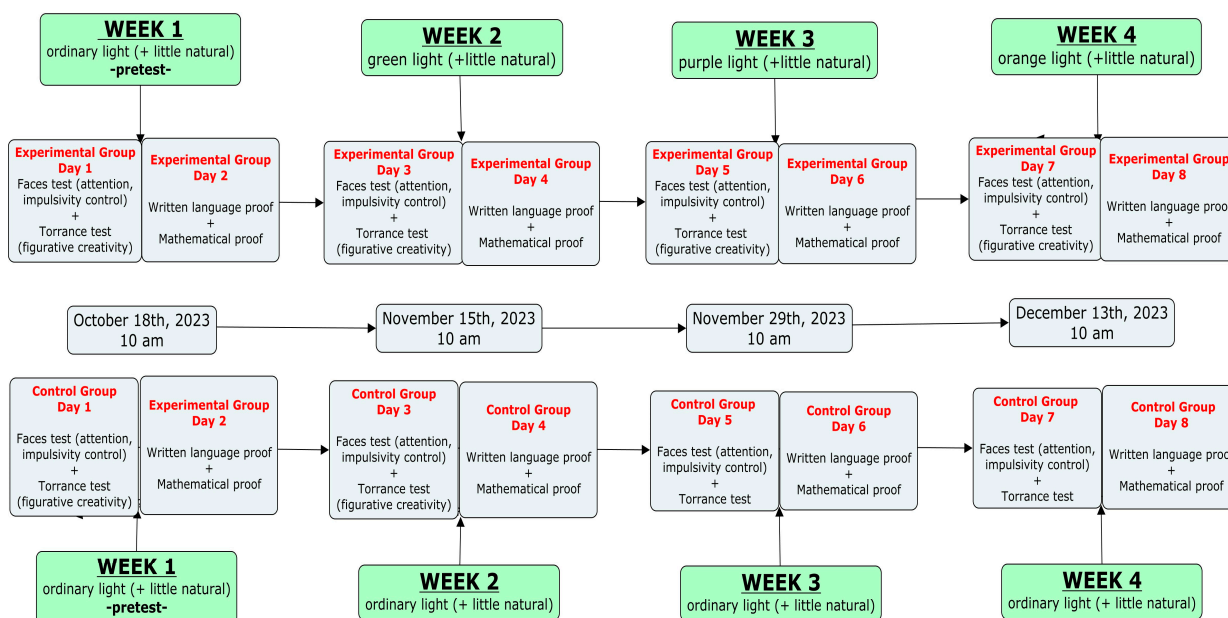 WEEK 1
ordinary light (+ little natural)
-pretest-
WEEK 2
green light (+little natural)
WEEK 3
purple light (+little natural)
WEEK 4
orange light (+little natural)
Experimental Group
Day 1
Faces test (attention,
impulsivity control)
+
Torrance test
(figurative creativity)
Experimental Group
Day 2
Written language proof
+
Mathematical proof
Experimental Group
Day 3
Faces test (attention,
impulsivity control)
+
Torrance test
(figurative creativity)
Experimental Group
Day 4
Written language proof
+
Mathematical proof
Experimental Group
Day 5
Faces test (attention,
impulsivity control)
+
Torrance test
(figurative creativity)
Experimental Group
Day 6
Written language proof
+
Mathematical proof
Experimental Group
Day 7
Faces test (attention,
impulsivity control)
+
Torrance test
(figurative creativity)
Experimental Group
Day 8
Written language proof
+
Mathematical proof
October 18th, 2023
10 am
November 15th, 2023
10 am
November 29th, 2023
10 am
December 13th, 2023
10 am
Control Group
Day 1
Faces test (attention,
impulsivity control)
+
Torrance test
(figurative creativity)
Experimental Group
Day 2
Written language proof
+
Mathematical proof
Control Group
Day 3
Faces test (attention,
impulsivity control)
+
Torrance test
(figurative creativity)
Control Group
Day 4
Written language proof
+
Mathematical proof
Control Group
Day 5
Faces test (attention,
impulsivity control)
+
Torrance test
Control Group
Day 6
Written language proof
+
Mathematical proof
Control Group
Day 7
Faces test (attention,
impulsivity control)
+
Torrance test
Control Group
Day 8
Written language proof
+
Mathematical proof
WEEK 1
ordinary light (+ little natural)
-pretest-
WEEK 2
ordinary light (+ little natural)
WEEK 3
ordinary light (+ little natural)
WEEK 4
ordinary light (+ little natural)